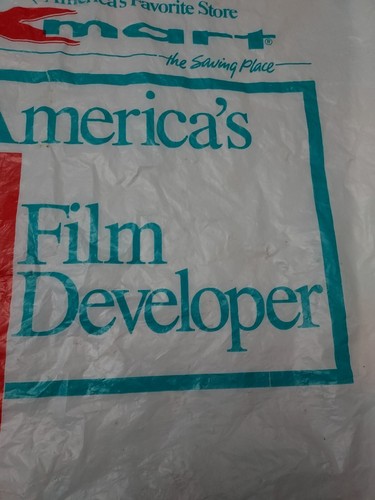 America's Favorite Store
Kmart®
the Saving Place
America's
Film
Developer